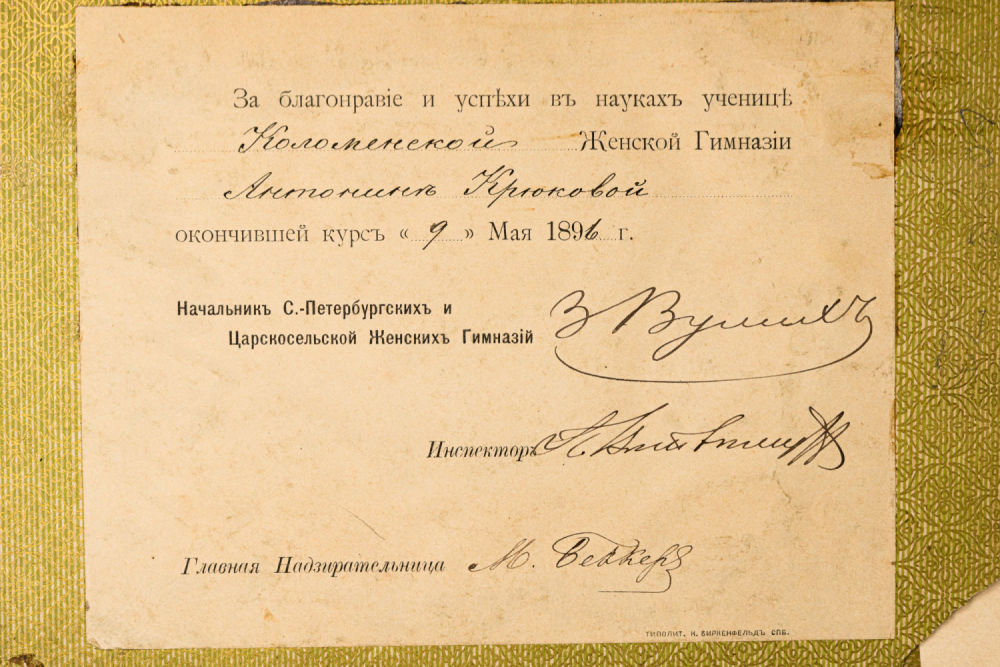 За благонравіе и успѣхи въ наукахъ ученицѣ
Коломенской Женской Гимназіи
Антонинѣ Крюковой
окончившей курсъ « 9 » Мая 1896 г.
Начальникъ С.-Петербургскихъ и
Царскосельской Женскихъ Гимназій
З Вулихъ
Инспекторъ
Главная Надзирательница М. Беккеръ
ТИПОЛИТ. Н. БИРКЕНФЕЛЬДЪ СПБ.